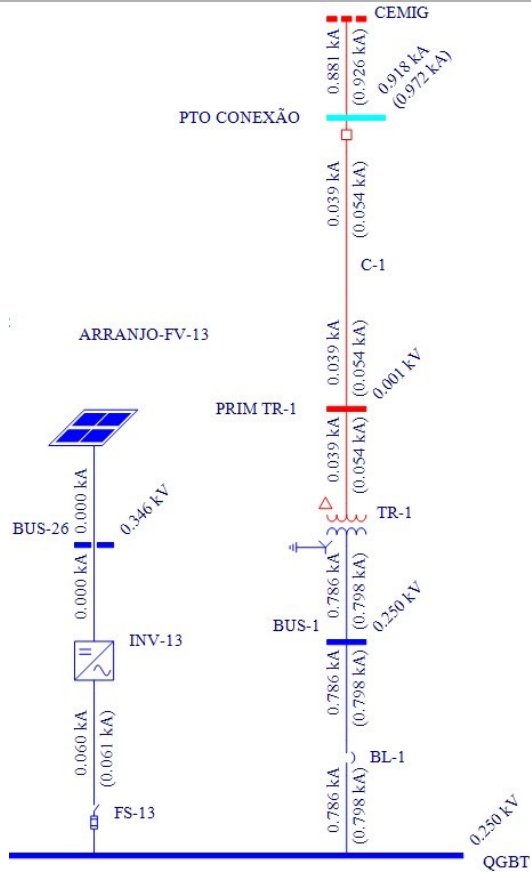 CEMIG
0.881 kA
(0.926 kA)
0.918 kA
(0.972 kA)
PTO CONEXÃO
0.039 kA
(0.054 kA)
C-1
ARRANJO-FV-13
0.039 kA
(0.054 kA)
0.001 kV
PRIM TR-1
0.039 kA
(0.054 kA)
TR-1
0.000 kA
0.346 kV
BUS-26
0.000 kA
INV-13
0.060 kA
(0.061 kA)
FS-13
0.786 kA
(0.798 kA)
0.250 kV
BUS-1
0.786 kA
(0.798 kA)
BL-1
0.786 kA
(0.798 kA)
0.250 kV
QGBT